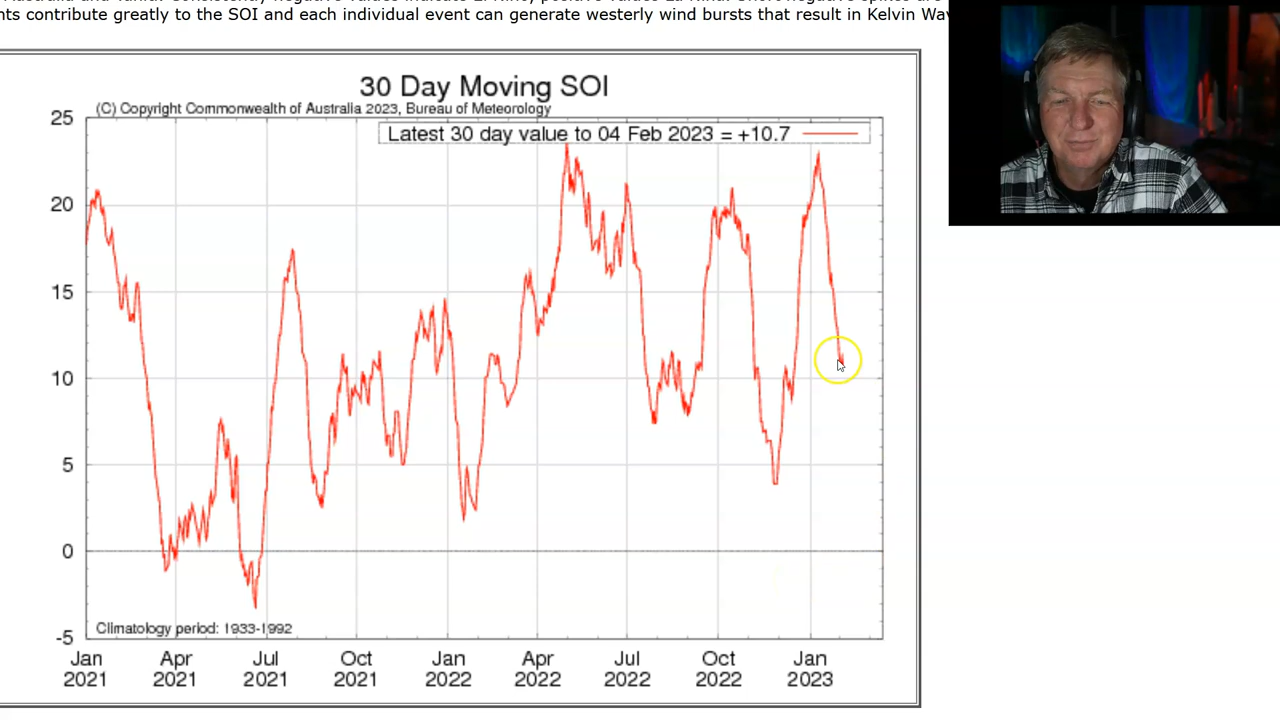 nts contribute greatly to the SOI and each individual event can generate westerly wind bursts that result in Kelvin Wav
30 Day Moving SOI
(C) Copyright Commonwealth of Australia 2023, Bureau of Meteorology
Latest 30 day value to 04 Feb 2023 = +10.7
25
20
15
10
5
0
-5
Climatology period: 1933-1992
Jan Apr Jul Oct Jan Apr Jul Oct Jan
2021 2021 2021 2021 2022 2022 2022 2022 2023